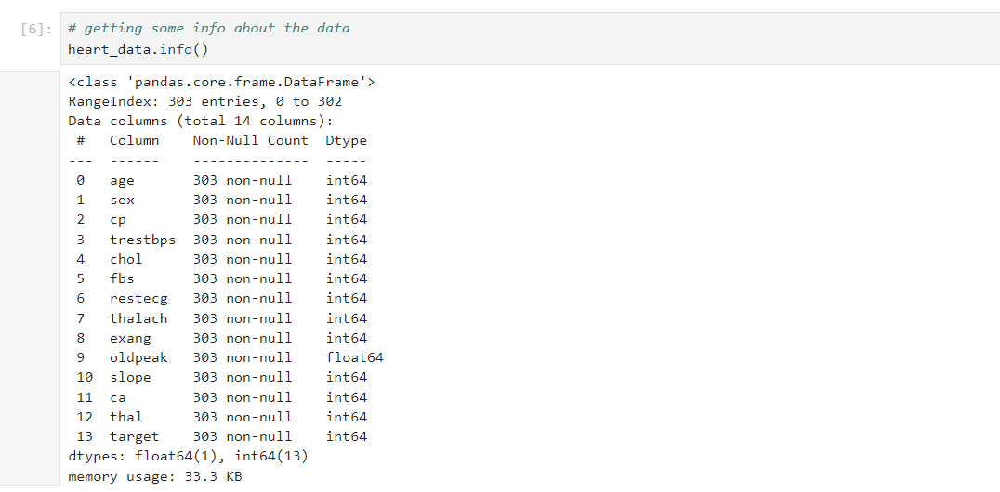 [6]: # getting some info about the data
heart_data.info()
<class 'pandas.core.frame.DataFrame'>
RangeIndex: 303 entries, 0 to 302
Data columns (total 14 columns):
 #   Column    Non-Null Count  Dtype
---  ------    --------------  -----
 0   age       303 non-null    int64
 1   sex       303 non-null    int64
 2   cp        303 non-null    int64
 3   trestbps  303 non-null    int64
 4   chol      303 non-null    int64
 5   fbs       303 non-null    int64
 6   restecg   303 non-null    int64
 7   thalach   303 non-null    int64
 8   exang     303 non-null    int64
 9   oldpeak   303 non-null    float64
 10  slope     303 non-null    int64
 11  ca        303 non-null    int64
 12  thal      303 non-null    int64
 13  target    303 non-null    int64
dtypes: float64(1), int64(13)
memory usage: 33.3 KB